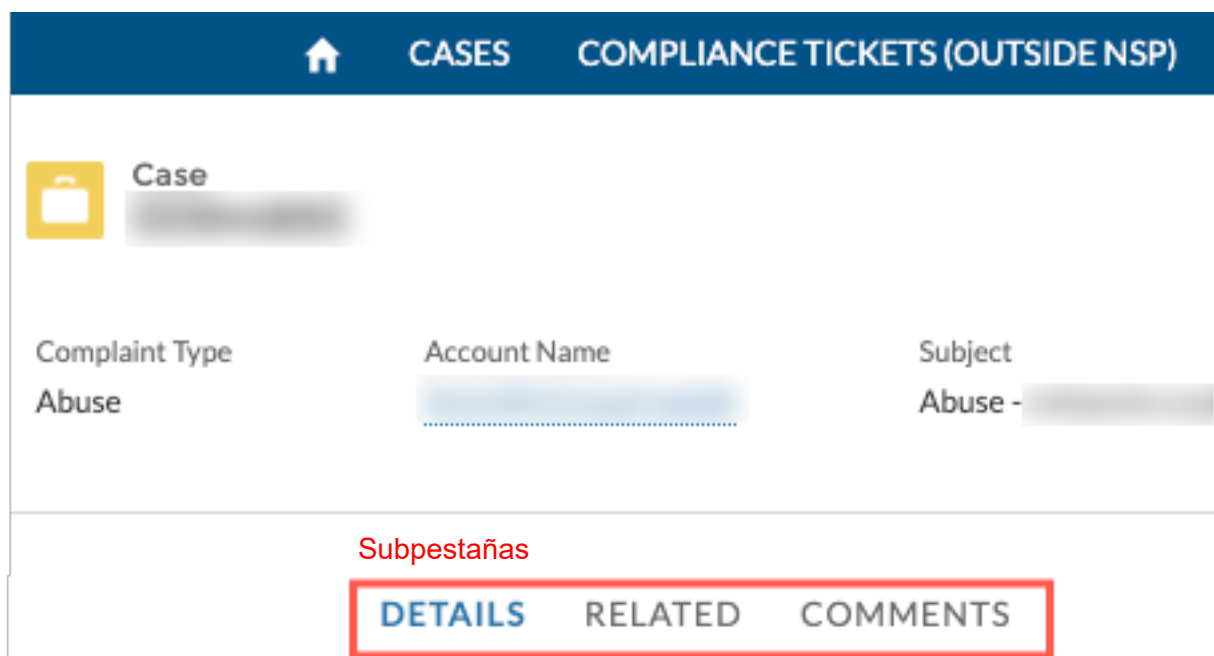 CASES COMPLIANCE TICKETS (OUTSIDE NSP)
Case
Complaint Type Account Name Subject
Abuse Abuse -
Subpestañas
DETAILS RELATED COMMENTS